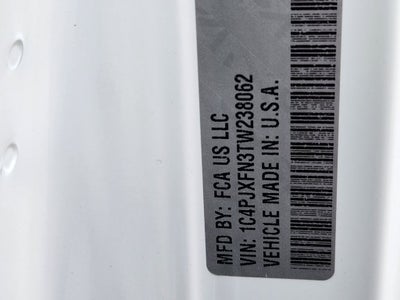 MFD BY: FCA US LLC
VIN: 1C4PJXFN3TW238062
VEHICLE MADE IN: U.S.A.